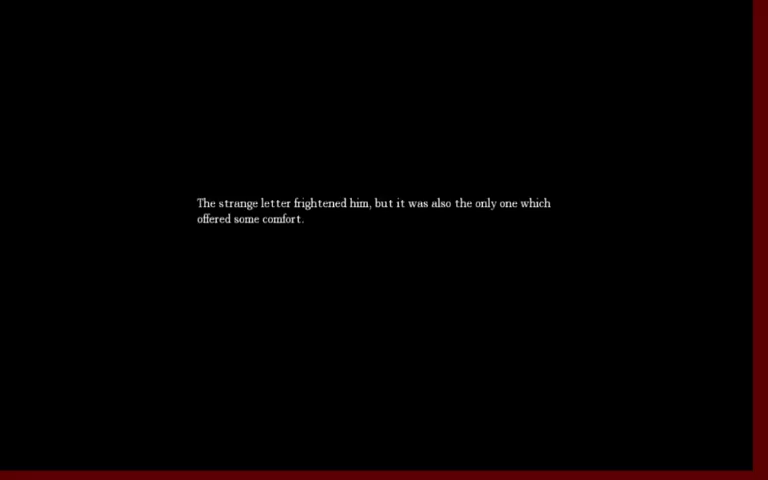 The strange letter frightened him, but it was also the only one which
offered some comfort.